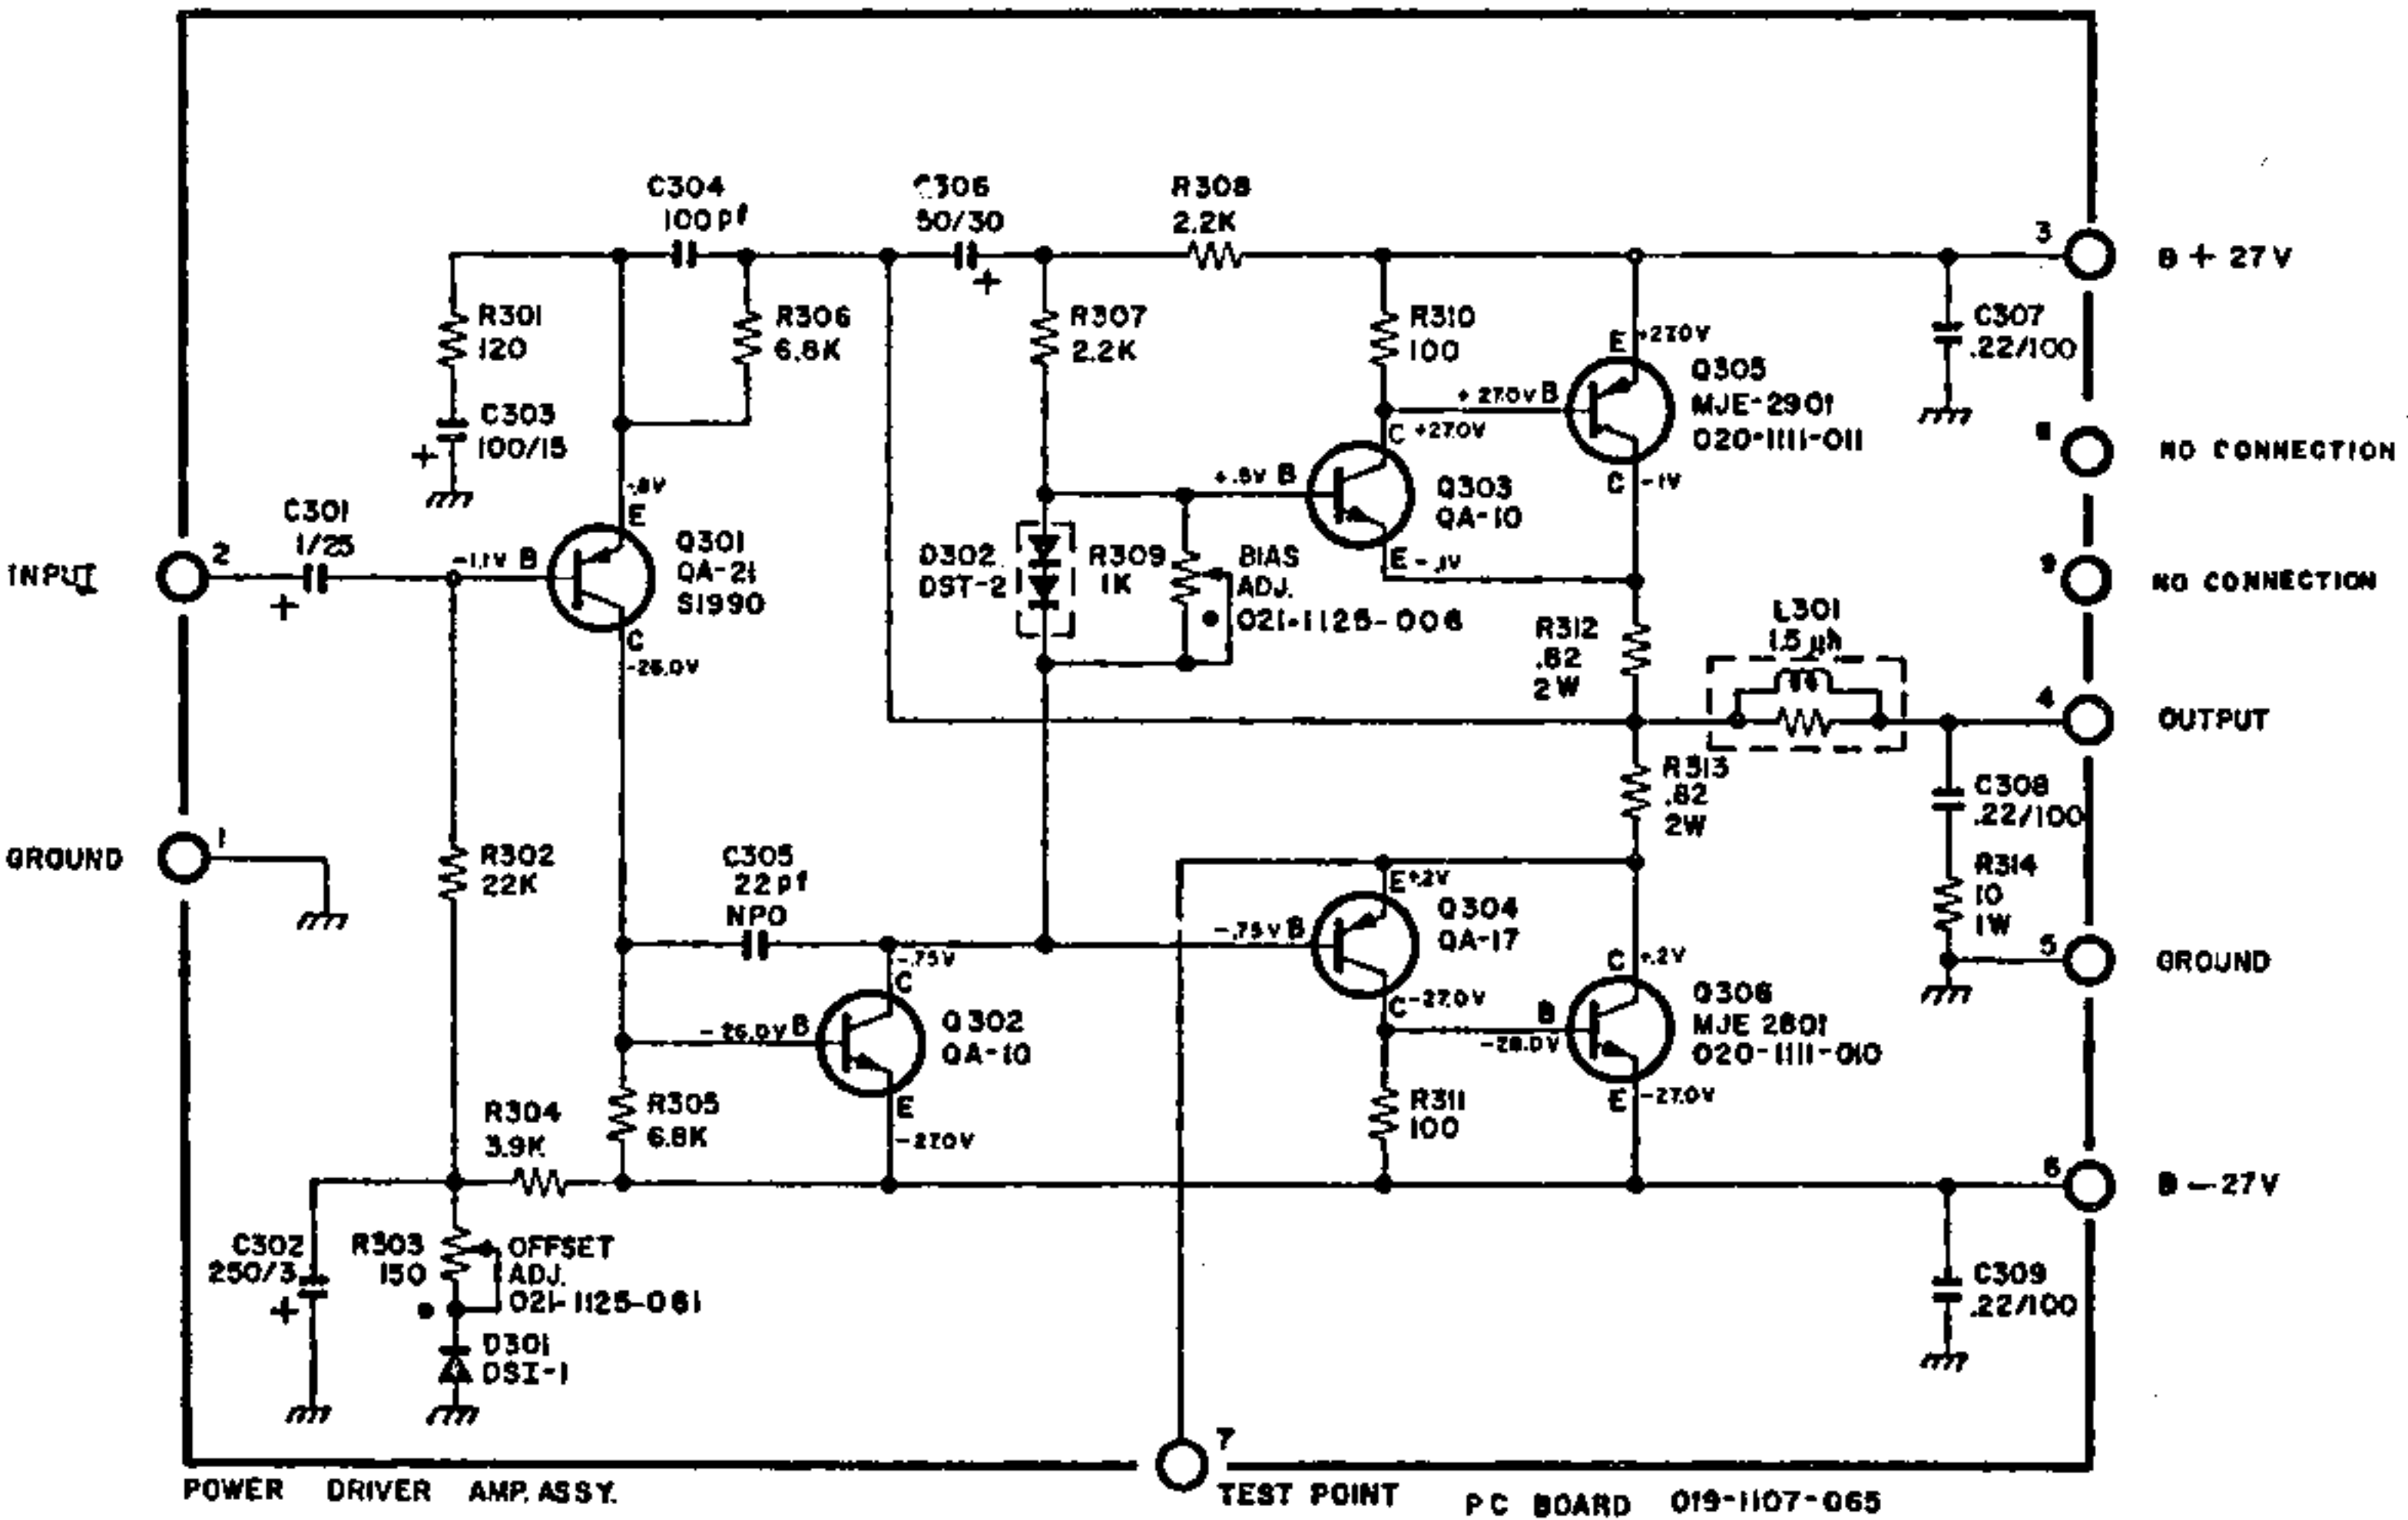 C304
100pf
C306
50/30
R308
2.2K
3
B + 27V
R301
120
R306
6.8K
R307
2.2K
R310
100
E +27.0V
C307
.22/100
Q305
MJE-2901
020-1111-011
+27.0V B
C +27.0V
C303
100/15
+
+
8
NO CONNECTION
+.5V B
C -.1V
Q303
QA-10
E -.1V
C301
1/25
+
E
Q301
QA-21
S1990
-1.1V B
C
-26.0V
INPUT
2
D302
DST-2
R309
1K
BIAS
ADJ.
021-1125-006
9
NO CONNECTION
L301
1.5 µh
R312
.82
2W
4
OUTPUT
R313
.82
2W
C308
.22/100
GROUND
1
R302
22K
C305
22pf
NPO
E +.2V
Q304
QA-17
-.75V B
R314
10
1W
5
GROUND
-.75V
C
C +.2V
C -27.0V
Q306
MJE 2801
020-1111-010
B
-26.0V B
Q302
QA-10
E
-27.0V
E -27.0V
R304
3.9K
R305
6.8K
R311
100
6
B - 27V
C302
250/3
+
R303
150
OFFSET
ADJ.
021-1125-061
D301
DSI-1
C309
.22/100
7
POWER DRIVER AMP. ASSY.
TEST POINT
PC BOARD 019-1107-065